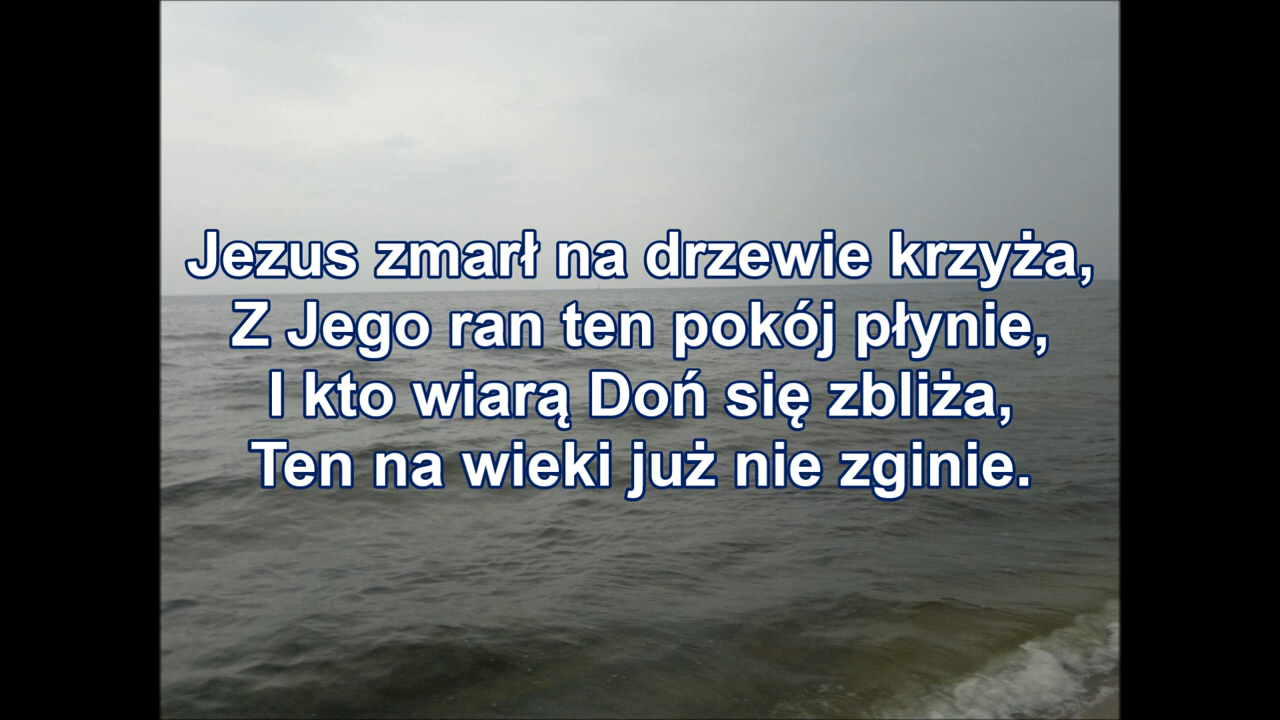 Jezus zmarł na drzewie krzyża,
Z Jego ran ten pokój płynie,
I kto wiarą Doń się zbliża,
Ten na wieki już nie zginie.